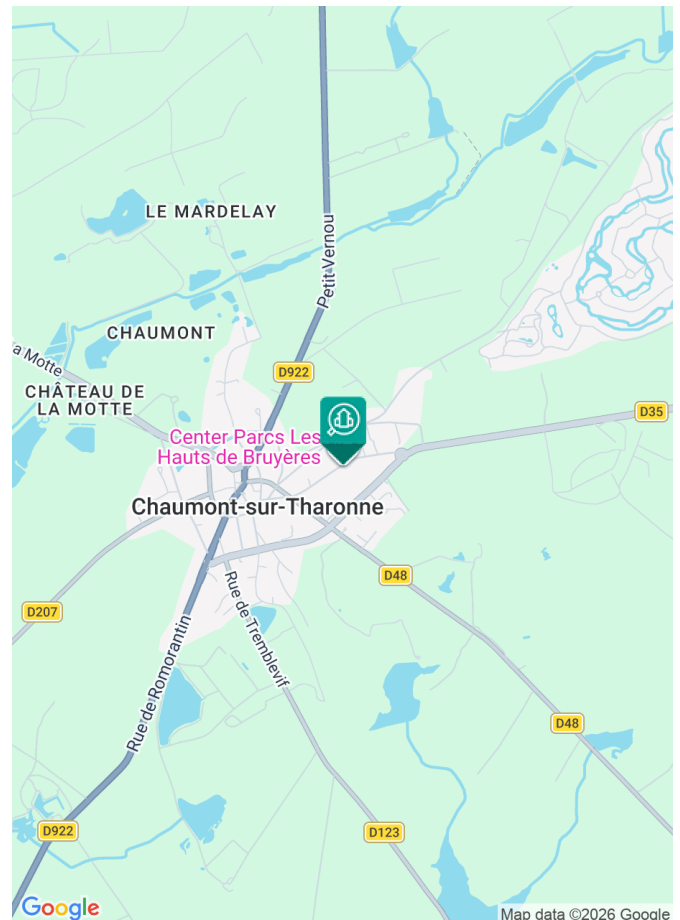 LE MARDELAY
Petit Vernou
CHAUMONT
a Motte
D922
CHÂTEAU DE
LA MOTTE
D35
Center Parcs Les
Hauts de Bruyères
Chaumont-sur-Tharonne
D48
D207
Rue de Tremblevif
Rue de Romorantin
D48
D922
D123
Google
Map data ©2026 Google